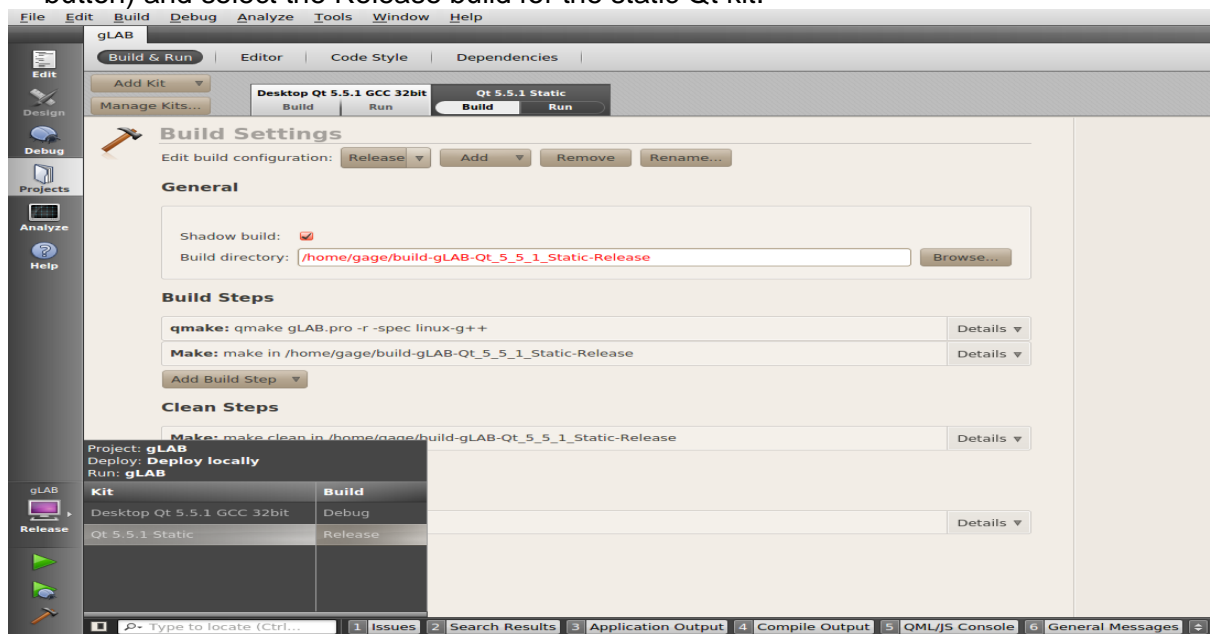 button) and select the Release build for the static Qt kit.
File Edit Build Debug Analyze Tools Window Help
gLAB
Build & Run Editor Code Style Dependencies
Edit
Add Kit
Manage Kits...
Desktop Qt 5.5.1 GCC 32bit Qt 5.5.1 Static
Build Run Build Run
Design
Build Settings
Debug
Edit build configuration: Release Add Remove Rename...
Projects
General
Analyze
Shadow build:
Help
Build directory: /home/gage/build-gLAB-Qt_5_5_1_Static-Release Browse...
Build Steps
qmake: qmake gLAB.pro -r -spec linux-g++ Details
Make: make in /home/gage/build-gLAB-Qt_5_5_1_Static-Release Details
Add Build Step
Clean Steps
Make: make clean in /home/gage/build-gLAB-Qt_5_5_1_Static-Release Details
Project: gLAB
Deploy: Deploy locally
Run: gLAB
gLAB
Kit Build
Desktop Qt 5.5.1 GCC 32bit Debug
Release
Qt 5.5.1 Static Release
Details
Type to locate (Ctrl... 1 Issues 2 Search Results 3 Application Output 4 Compile Output 5 QML/JS Console 6 General Messages